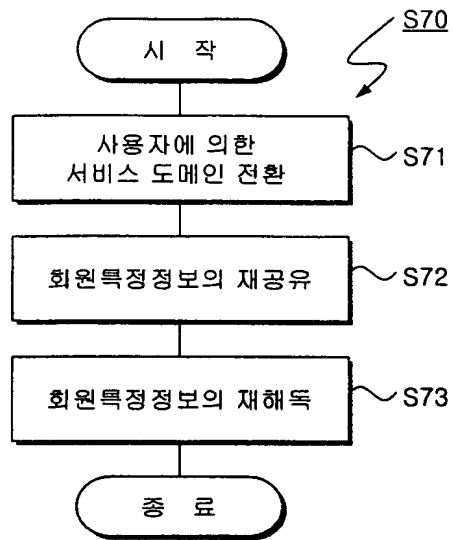 시 작
S70
사용자에 의한
서비스 도메인 전환
S71
회원특정정보의 재공유
S72
회원특정정보의 재해독
S73
종 료